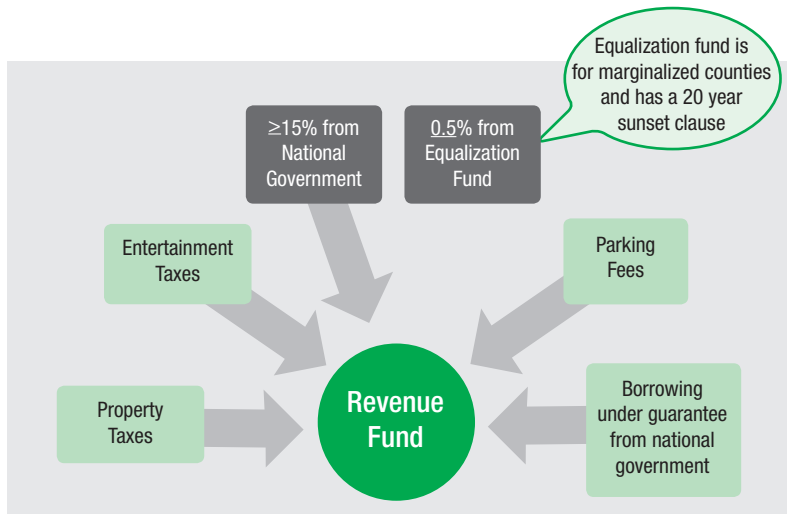 Equalization fund is
for marginalized counties
and has a 20 year
sunset clause
≥15% from
National
Government
0.5% from
Equalization
Fund
Entertainment
Taxes
Parking
Fees
Property
Taxes
Revenue
Fund
Borrowing
under guarantee
from national
government